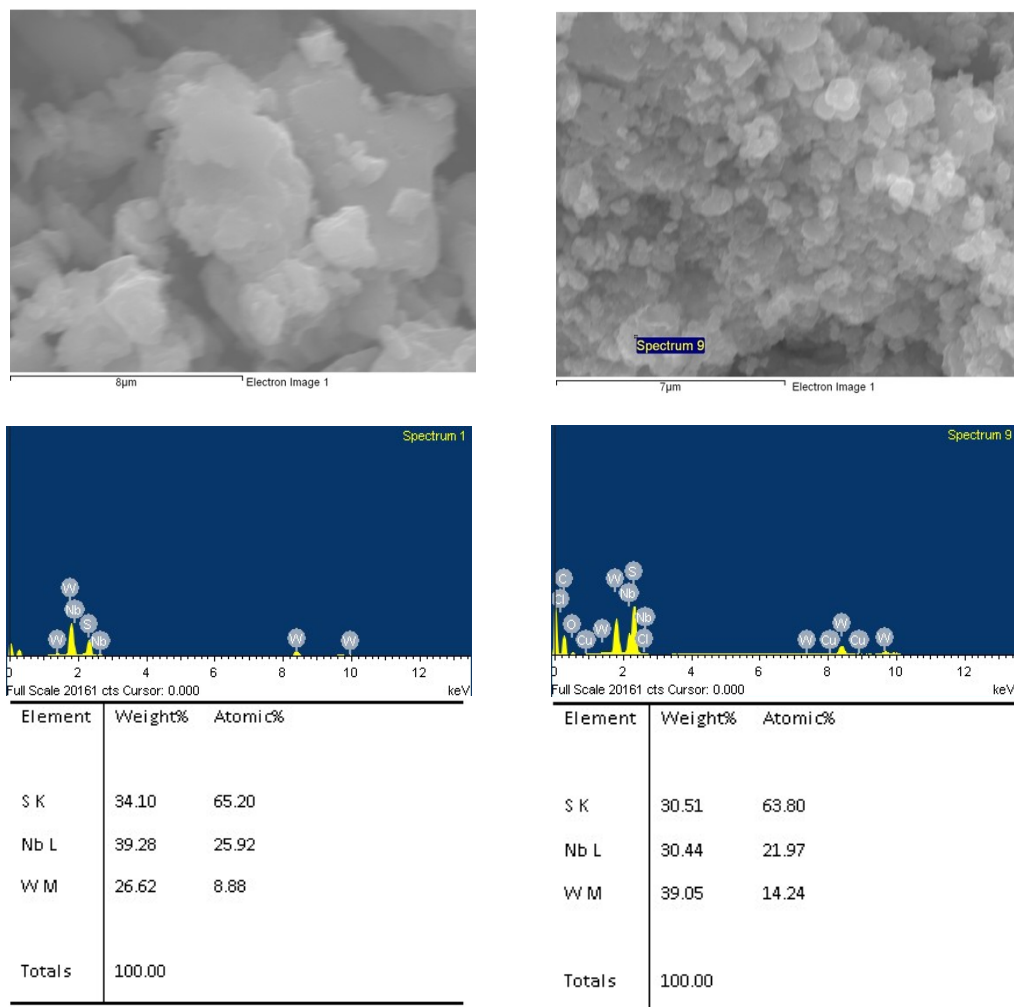 8µm Electron Image 1
Spectrum 9
7µm Electron Image 1
Spectrum 1
W
Nb
W S Nb W W
0 2 4 6 8 10 12
Full Scale 20161 cts Cursor: 0.000 keV
Element Weight% Atomic%
S K 34.10 65.20
Nb L 39.28 25.92
W M 26.62 8.88
Totals 100.00
Spectrum 9
C W S
Cl Nb Nb
O Cu W Cl W Cu W Cu W
0 2 4 6 8 10 12
Full Scale 20161 cts Cursor: 0.000 keV
Element Weight% Atomic%
S K 30.51 63.80
Nb L 30.44 21.97
W M 39.05 14.24
Totals 100.00